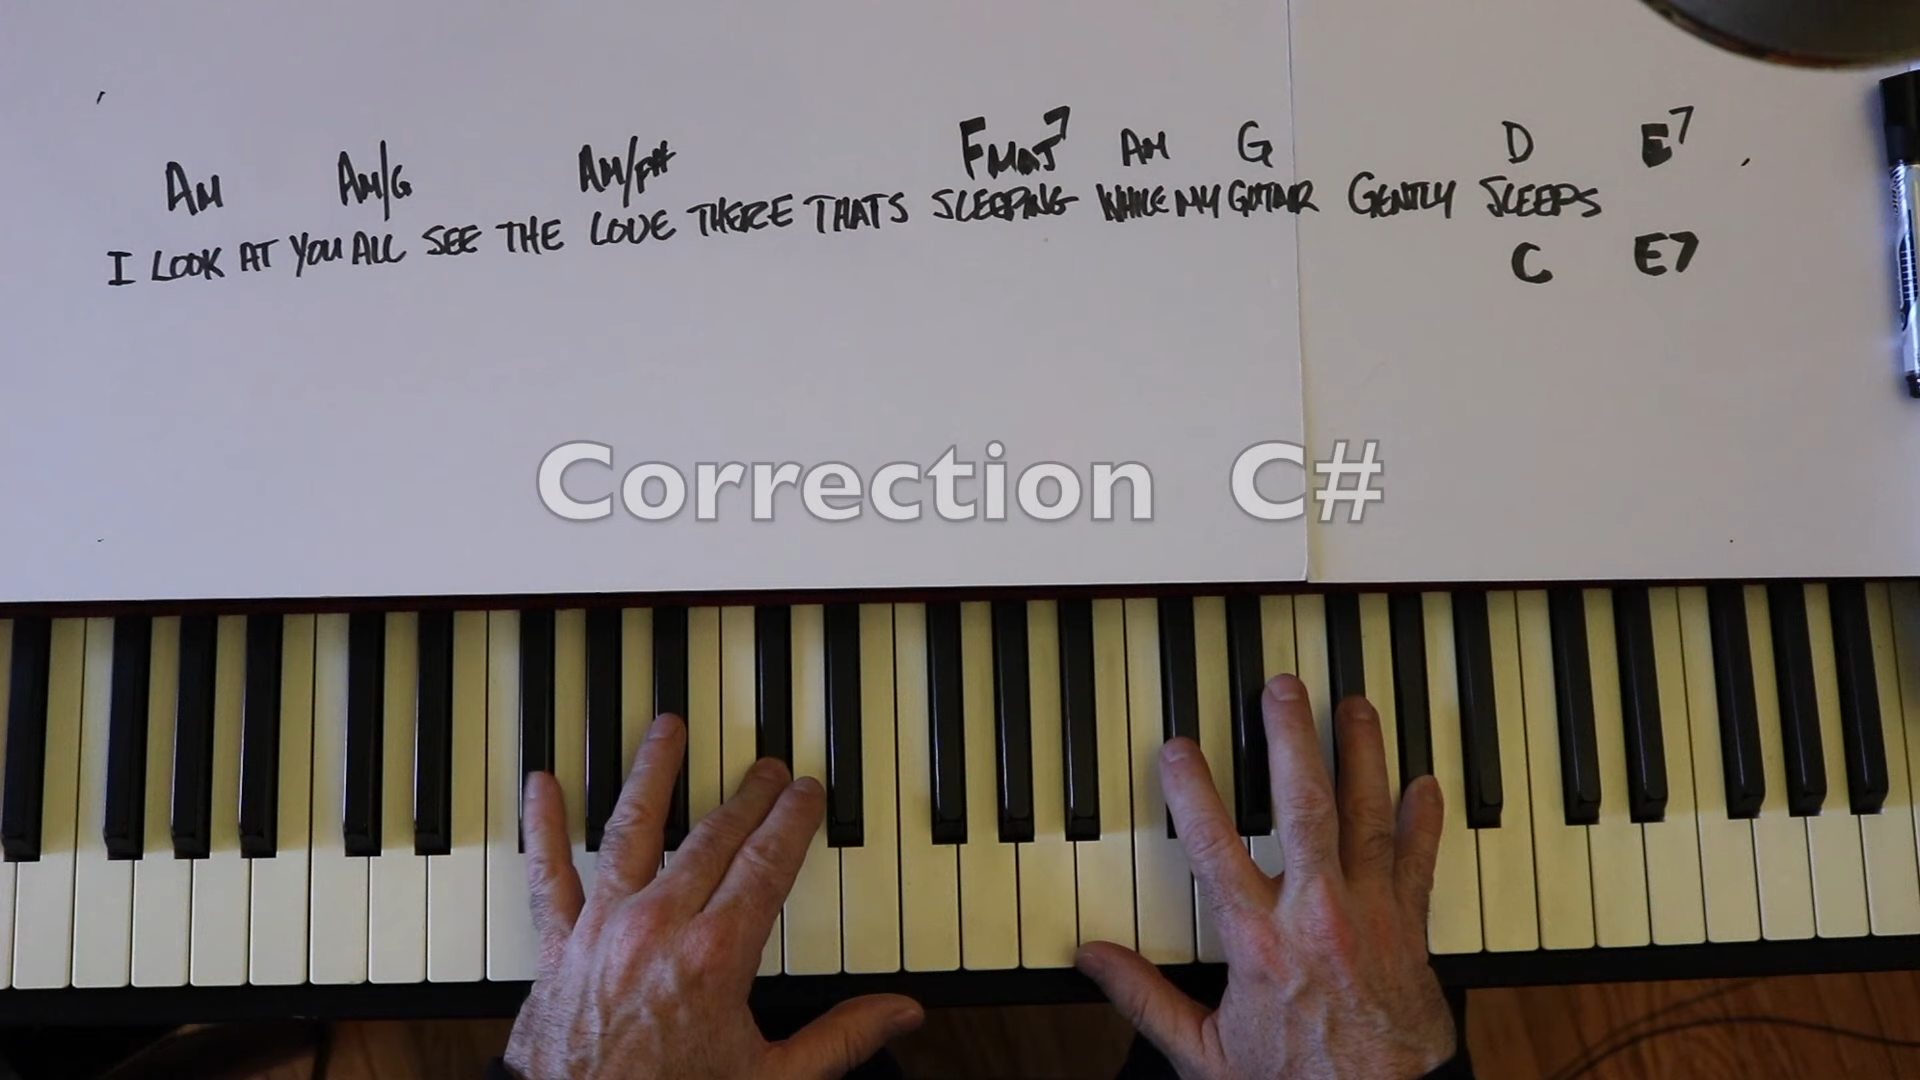 Am Am/G Am/F# FMAJ7 Am G D E7
I LOOK AT YOU ALL SEE THE LOVE THERE THATS SLEEPING WHILE MY GUTAR GENTLY SLEEPS
C E7
Correction C#